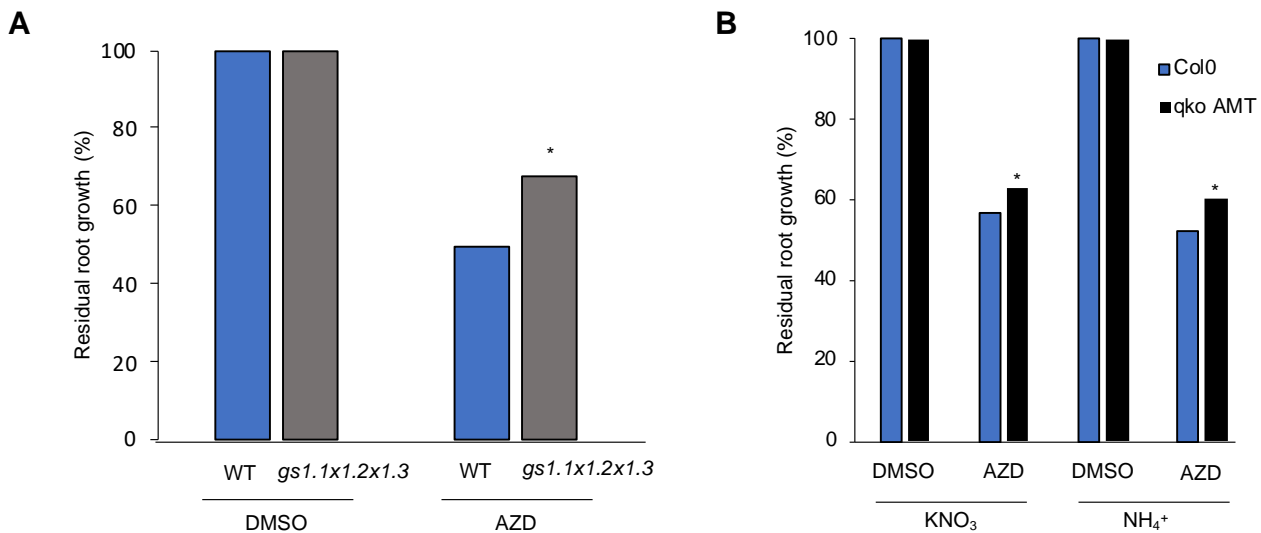 A
Residual root growth (%)
100
80
60
40
20
0
*
WT gs1.1x1.2x1.3 WT gs1.1x1.2x1.3
DMSO AZD
B
Residual root growth (%)
100
80
60
40
20
0
Col0
qko AMT
* *
DMSO AZD DMSO AZD
KNO₃ NH₄⁺